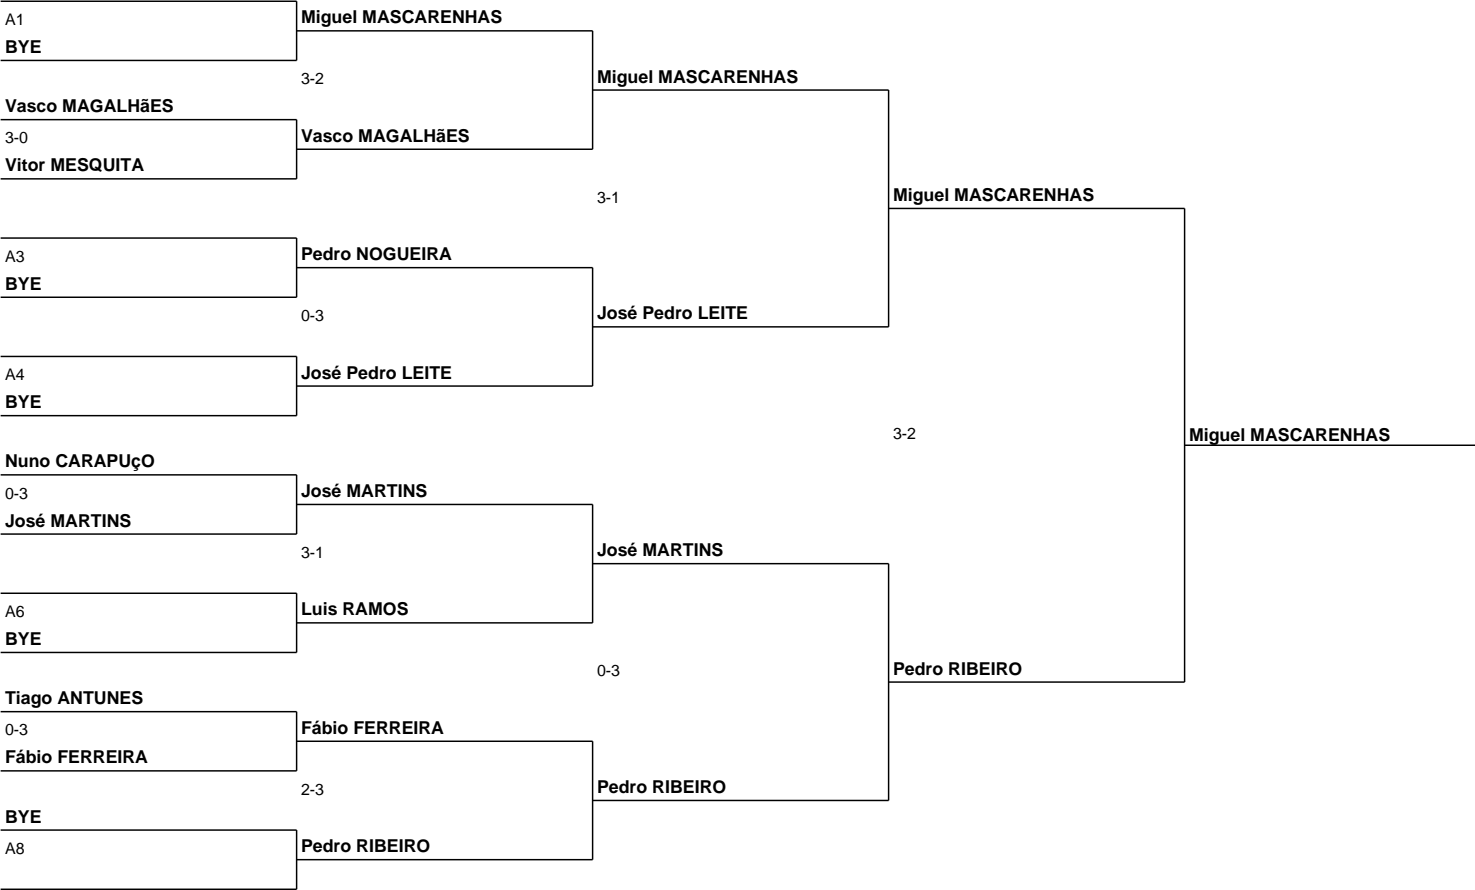 A1
BYE
Miguel MASCARENHAS
3-2
Vasco MAGALHãES
3-0
Vitor MESQUITA
Vasco MAGALHãES
Miguel MASCARENHAS
3-1
A3
BYE
Pedro NOGUEIRA
0-3
A4
BYE
José Pedro LEITE
José Pedro LEITE
Miguel MASCARENHAS
3-2
Miguel MASCARENHAS
Nuno CARAPUçO
0-3
José MARTINS
José MARTINS
3-1
A6
BYE
Luis RAMOS
José MARTINS
0-3
Tiago ANTUNES
0-3
Fábio FERREIRA
Fábio FERREIRA
2-3
BYE
A8
Pedro RIBEIRO
Pedro RIBEIRO
Pedro RIBEIRO